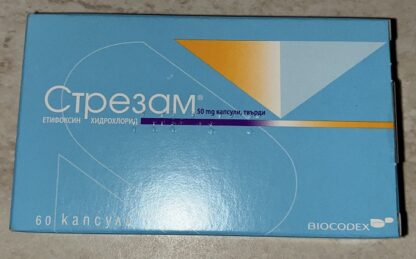 Стрезам®
50 mg капсули, твърди
ЕТИФОКСИН ХИДРОХЛОРИД
60 капсули
BIOCODEX